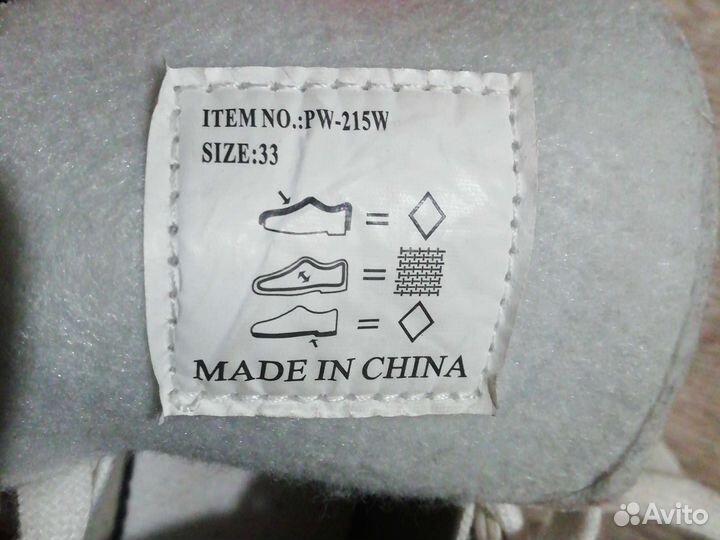 ITEM NO.:PW-215W
SIZE:33
=
=
=
MADE IN CHINA
Avito